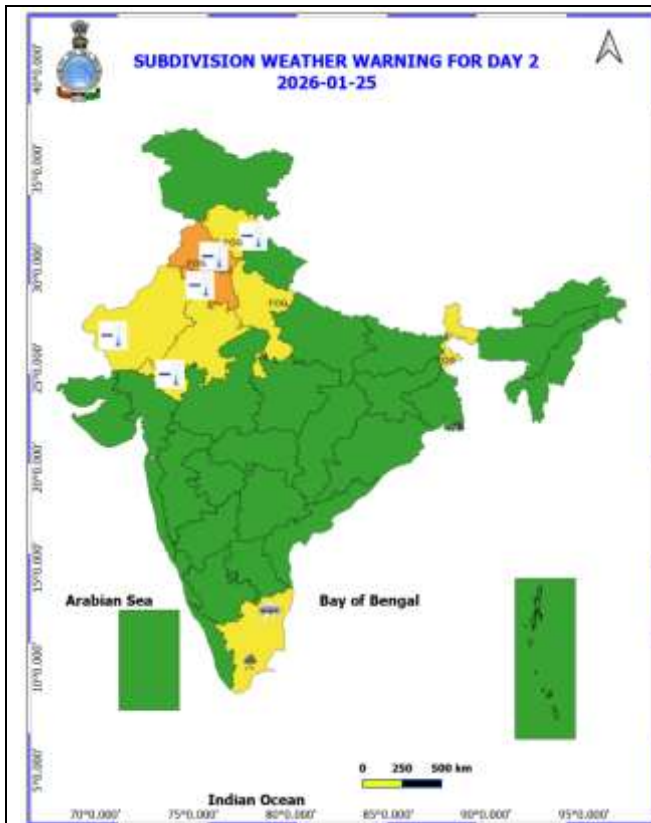 SUBDIVISION WEATHER WARNING FOR DAY 2
2026-01-25
40°0.000'
35°0.000'
30°0.000'
25°0.000'
20°0.000'
15°0.000'
10°0.000'
5°0.000'
FOG
FOG
FOG
Arabian Sea
Bay of Bengal
0 250 500 km
Indian Ocean
70°0.000' 75°0.000' 80°0.000' 85°0.000' 90°0.000' 95°0.000'